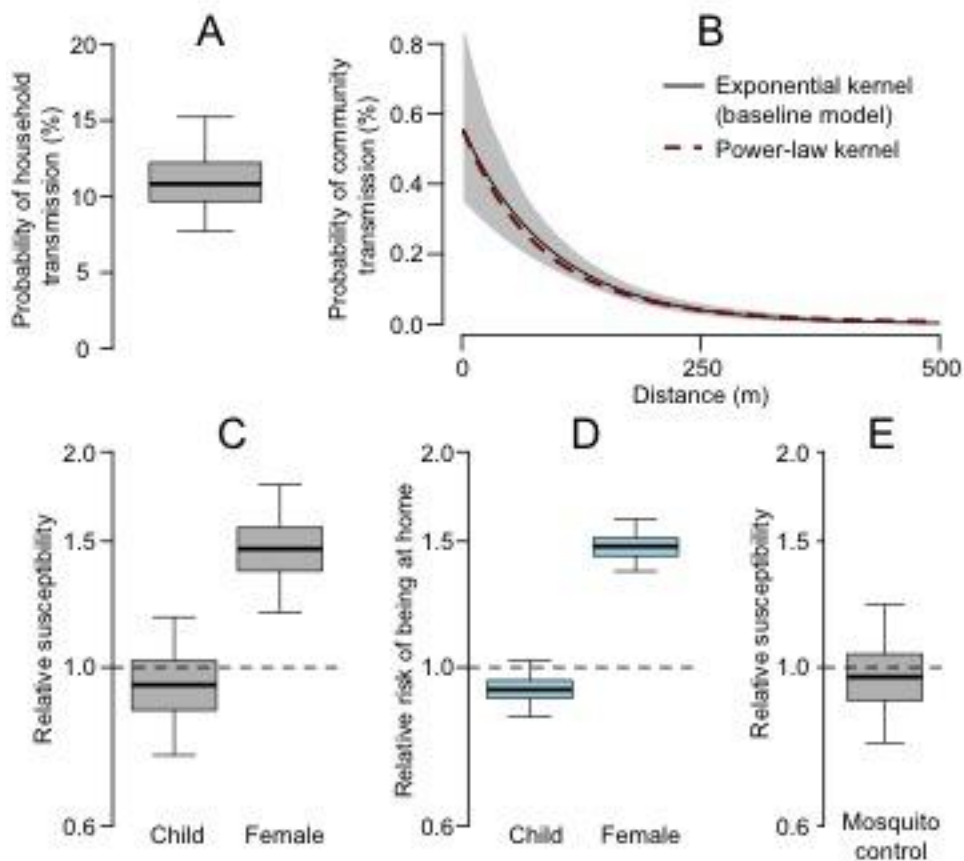 A
20
15
10
5
0
Probability of household
transmission (%)
B
0.8
0.6
0.4
0.2
0.0
Probability of community
transmission (%)
Exponential kernel
(baseline model)
Power-law kernel
0
250
500
Distance (m)
C
2.0
1.5
1.0
0.6
Relative susceptibility
Child
Female
D
2.0
1.5
1.0
0.6
Relative risk of being at home
Child
Female
E
2.0
1.5
1.0
0.6
Relative susceptibility
Mosquito
control